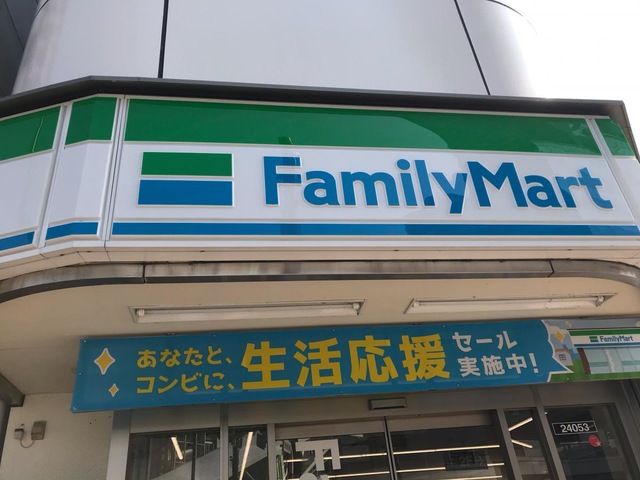 FamilyMart
あなたと、
コンビに、
生活応援
セール
実施中!
FamilyMart
24053